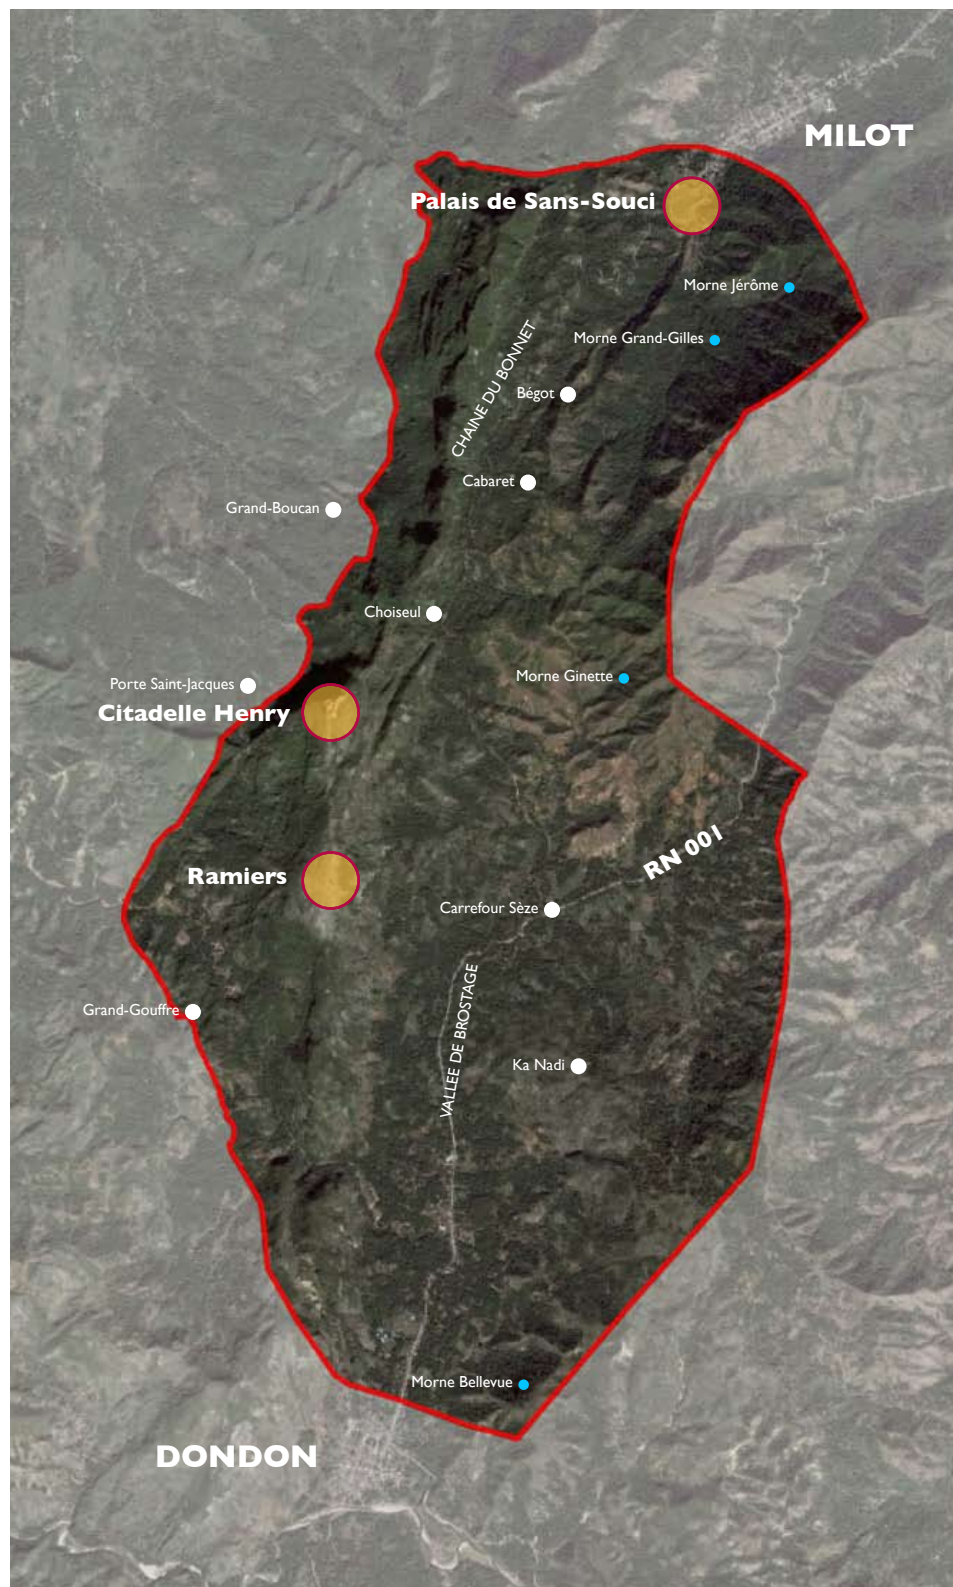 MILOT
Palais de Sans-Souci
Morne Jérôme
Morne Grand-Gilles
CHAINE DU BONNET
Bégot
Cabaret
Grand-Boucan
Choiseul
Morne Ginette
Porte Saint-Jacques
Citadelle Henry
RN 001
Ramiers
Carrefour Sèze
VALLEE DE BROSTAGE
Grand-Gouffre
Ka Nadi
Morne Bellevue
DONDON